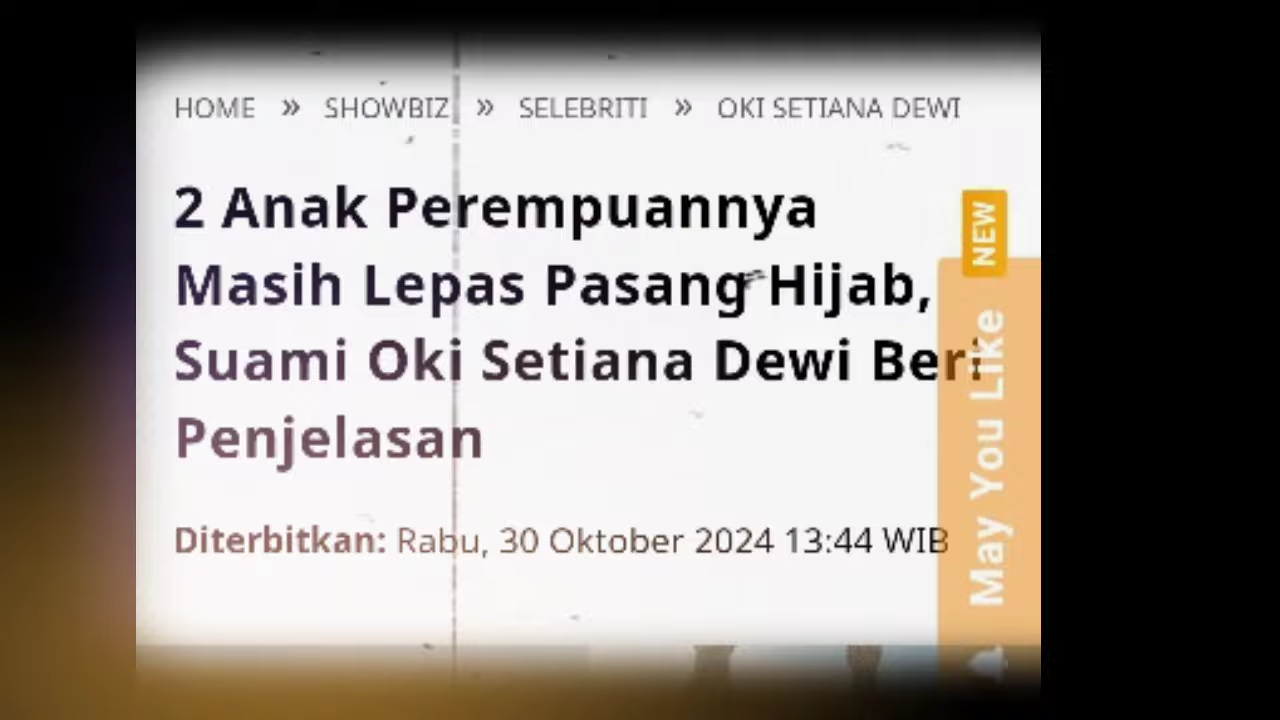 HOME » SHOWBIZ » SELEBRITI » OKI SETIANA DEWI
2 Anak Perempuannya
Masih Lepas Pasang Hijab,
Suami Oki Setiana Dewi Beri
Penjelasan
Diterbitkan: Rabu, 30 Oktober 2024 13:44 WIB
NEW
May You Like